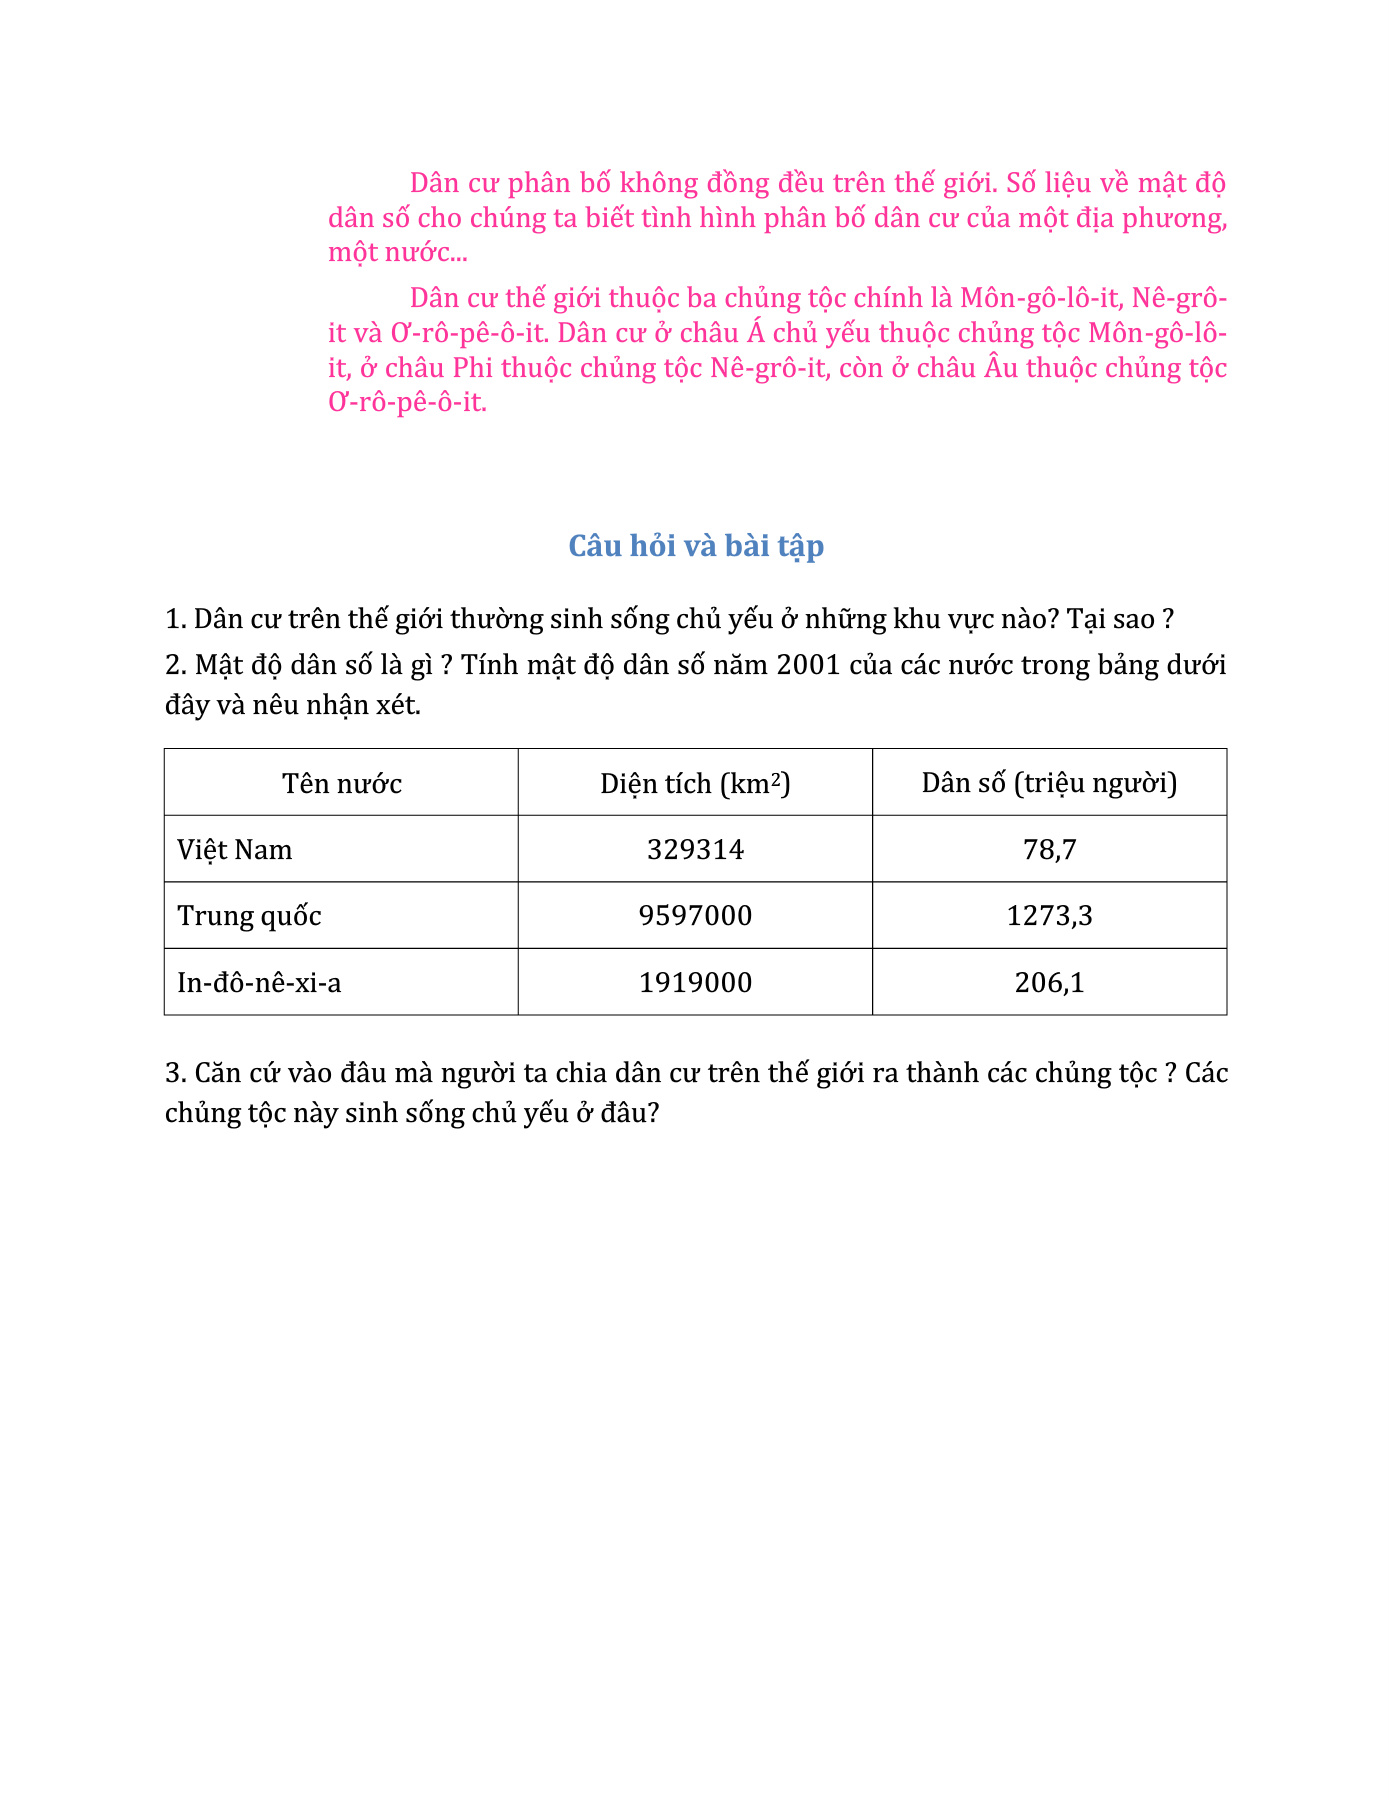 Dân cư phân bố không đồng đều trên thế giới. Số liệu về mật độ
dân số cho chúng ta biết tình hình phân bố dân cư của một địa phương,
một nước...
Dân cư thế giới thuộc ba chủng tộc chính là Môn-gô-lô-it, Nê-grô-
it và Ơ-rô-pê-ô-it. Dân cư ở châu Á chủ yếu thuộc chủng tộc Môn-gô-lô-
it, ở châu Phi thuộc chủng tộc Nê-grô-it, còn ở châu Âu thuộc chủng tộc
Ơ-rô-pê-ô-it.
Câu hỏi và bài tập
1. Dân cư trên thế giới thường sinh sống chủ yếu ở những khu vực nào? Tại sao ?
2. Mật độ dân số là gì ? Tính mật độ dân số năm 2001 của các nước trong bảng dưới
đây và nêu nhận xét.
Tên nước Diện tích (km²) Dân số (triệu người)
Việt Nam 329314 78,7
Trung quốc 9597000 1273,3
In-đô-nê-xi-a 1919000 206,1
3. Căn cứ vào đâu mà người ta chia dân cư trên thế giới ra thành các chủng tộc ? Các
chủng tộc này sinh sống chủ yếu ở đâu?